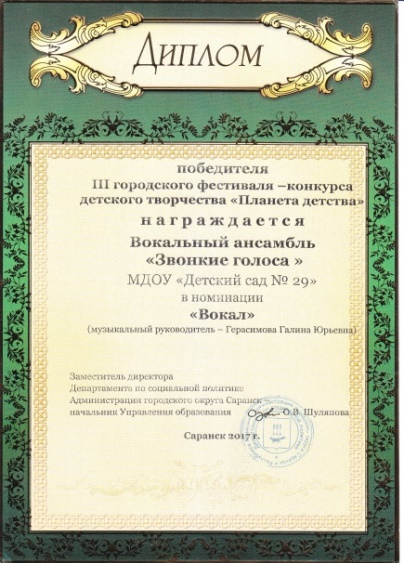 Диплом
победителя
III городского фестиваля –конкурса
детского творчества «Планета детства»
награждается
Вокальный ансамбль
«Звонкие голоса »
МДОУ «Детский сад № 29»
в номинации
«Вокал»
(музыкальный руководитель – Герасимова Галина Юрьевна)
Заместитель директора
Департамента по социальной политике
Администрации городского округа Саранск –
начальник Управления образования О.В. Шуляпова
Саранск 2017 г.